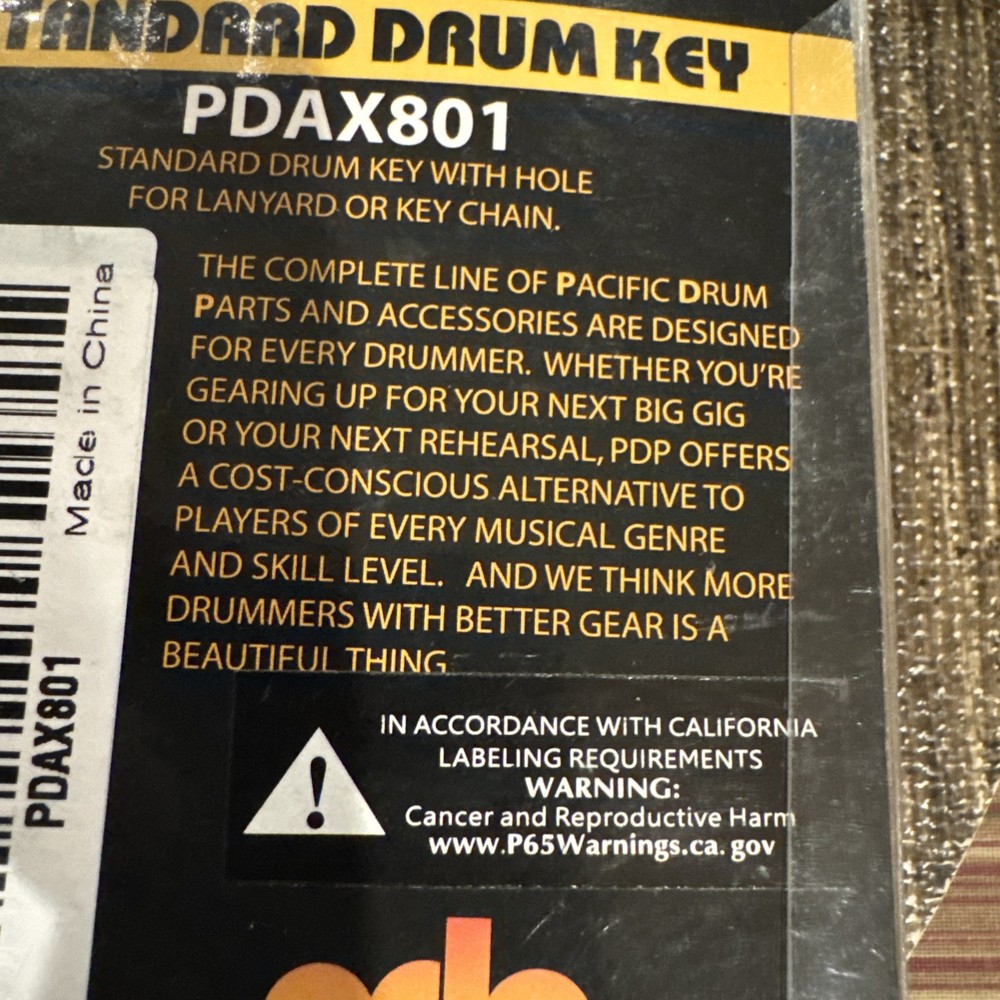 TANDARD DRUM KEY
PDAX801
STANDARD DRUM KEY WITH HOLE
FOR LANYARD OR KEY CHAIN.
THE COMPLETE LINE OF PACIFIC DRUM
PARTS AND ACCESSORIES ARE DESIGNED
FOR EVERY DRUMMER. WHETHER YOU'RE
GEARING UP FOR YOUR NEXT BIG GIG
OR YOUR NEXT REHEARSAL, PDP OFFERS
A COST-CONSCIOUS ALTERNATIVE TO
PLAYERS OF EVERY MUSICAL GENRE
AND SKILL LEVEL. AND WE THINK MORE
DRUMMERS WITH BETTER GEAR IS A
BEAUTIFUL THING
IN ACCORDANCE WITH CALIFORNIA
LABELING REQUIREMENTS
WARNING:
Cancer and Reproductive Harm
www.P65Warnings.ca.gov
Made in China
PDAX801